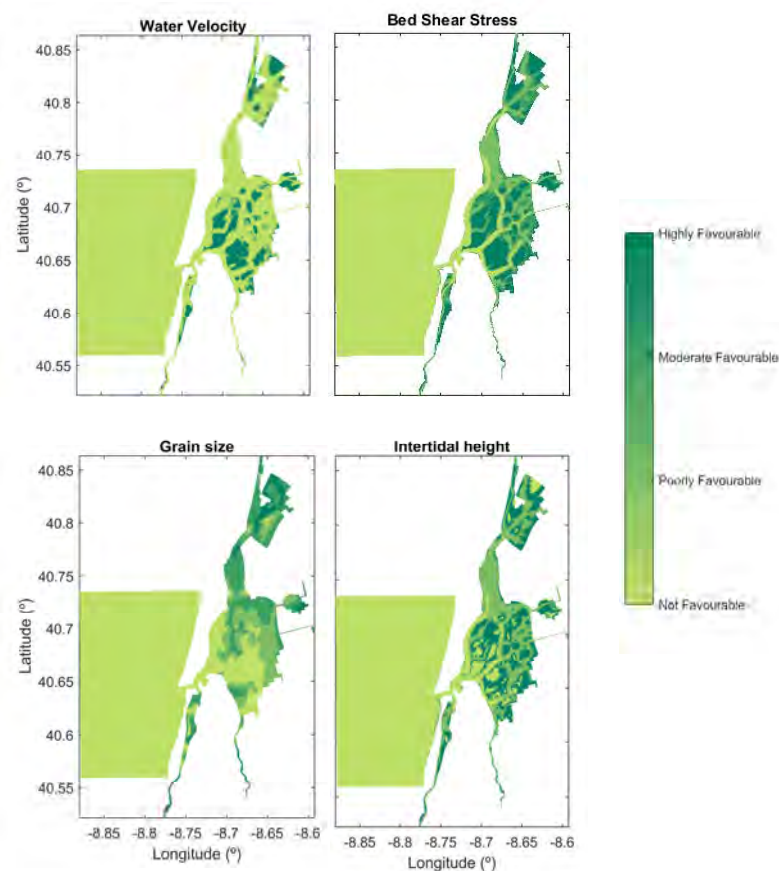 Water Velocity
Bed Shear Stress
40.85
40.8
40.75
40.7
40.65
40.6
40.55
Latitude (º)
Highly Favourable
Moderate Favourable
Poorly Favourable
Not Favourable
Grain size
Intertidal height
40.85
40.8
40.75
40.7
40.65
40.6
40.55
Latitude (º)
-8.85 -8.8 -8.75 -8.7 -8.65 -8.6
Longitude (º)
-8.85 -8.8 -8.75 -8.7 -8.65 -8.6
Longitude (º)